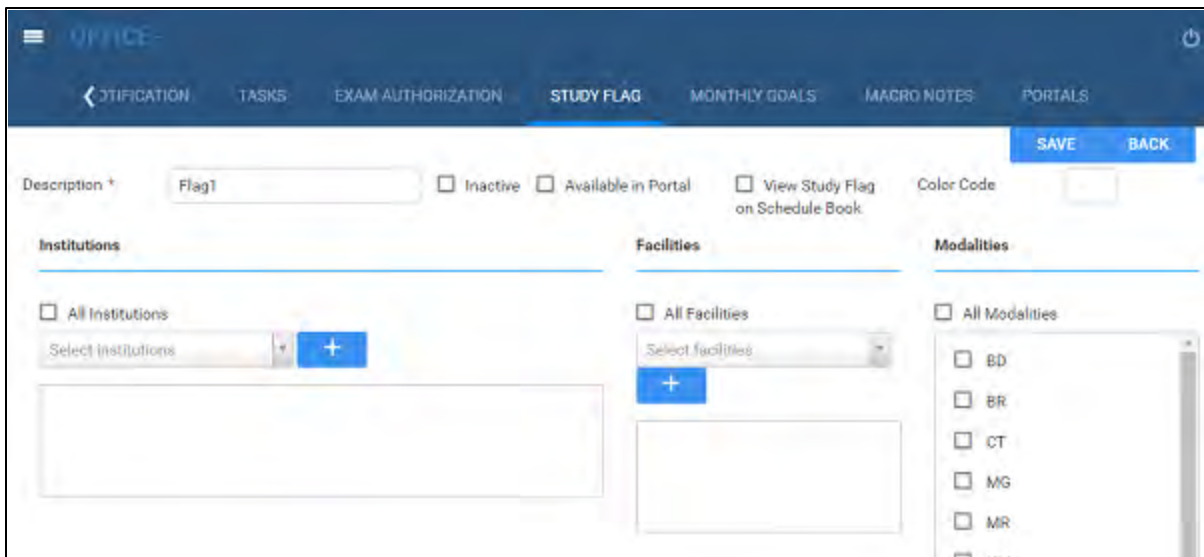 OFFICE
OTIFICATION TASKS EXAM AUTHORIZATION STUDY FLAG MONTHLY GOALS MACRO NOTES PORTALS
SAVE BACK
Description * Flag1 Inactive Available in Portal View Study Flag Color Code
on Schedule Book
Institutions Facilities Modalities
All Institutions All Facilities All Modalities
Select institutions + Select facilities BD
+ BR
CT
MG
MR